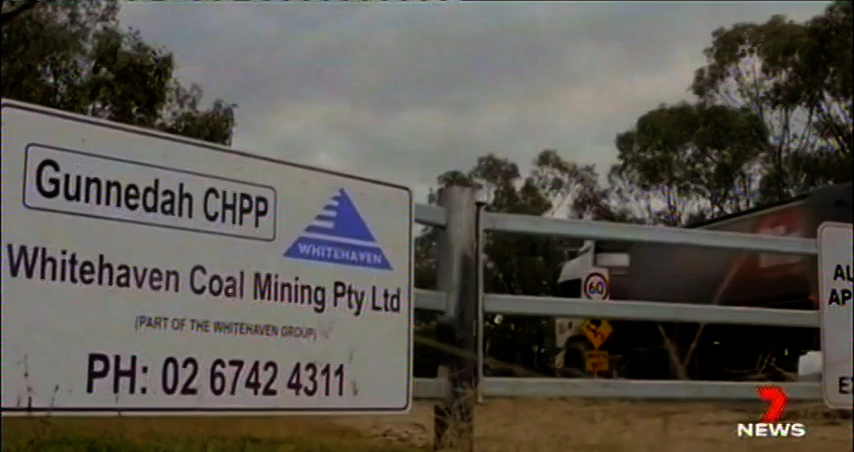 Gunnedah CHPP
WHITEHAVEN
Whitehaven Coal Mining Pty Ltd
(PART OF THE WHITEHAVEN GROUP)
PH: 02 6742 4311
60
7
NEWS